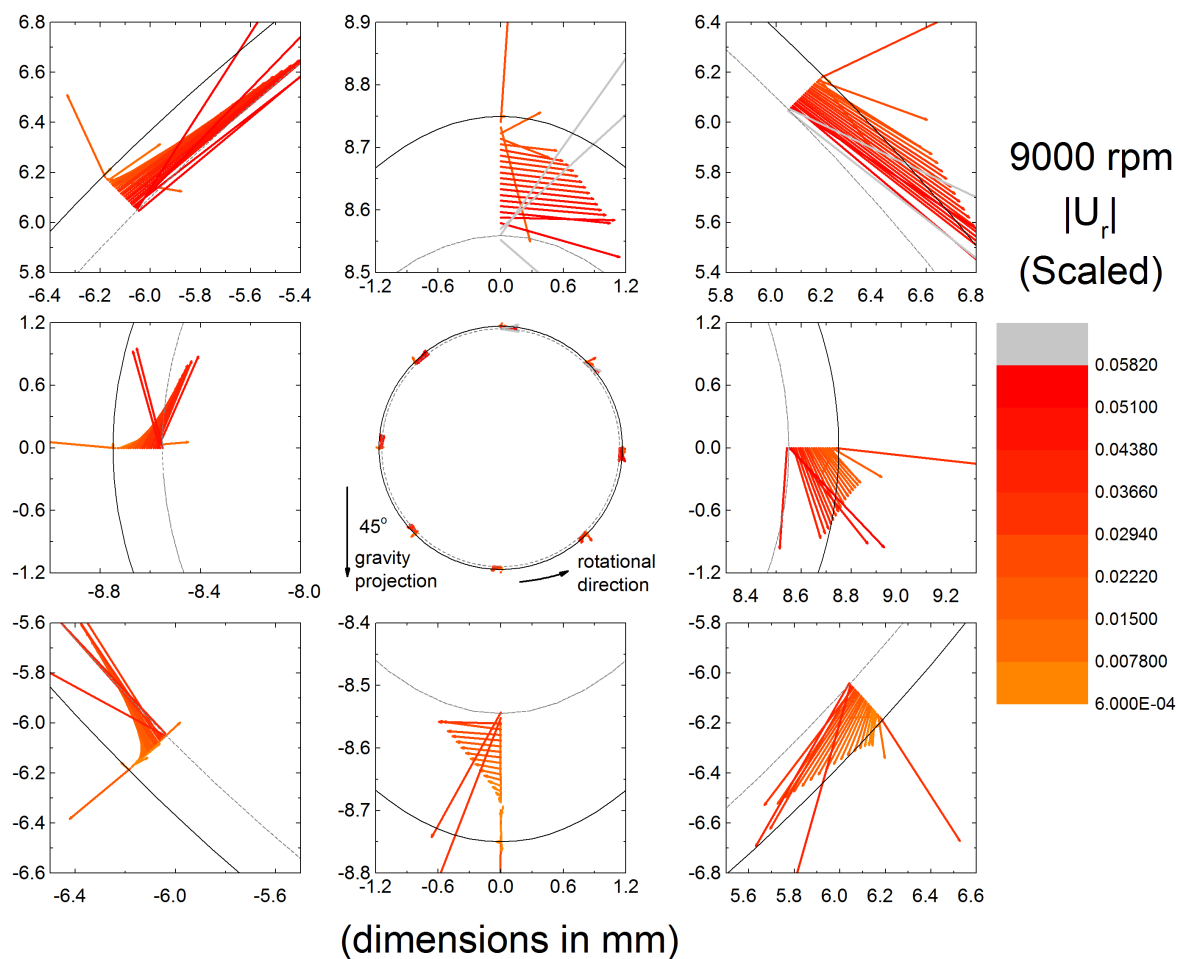 6.8
6.6
6.4
6.2
6.0
5.8
-6.4 -6.2 -6.0 -5.8 -5.6 -5.4
8.9
8.8
8.7
8.6
8.5
-1.2 -0.6 0.0 0.6 1.2
6.4
6.2
6.0
5.8
5.6
5.4
5.8 6.0 6.2 6.4 6.6 6.8
9000 rpm
|Ur|
(Scaled)
1.2
0.6
0.0
-0.6
-1.2
-8.8 -8.4 -8.0
45o
gravity
projection
rotational
direction
1.2
0.6
0.0
-0.6
-1.2
8.4 8.6 8.8 9.0 9.2
0.05820
0.05100
0.04380
0.03660
0.02940
0.02220
0.01500
0.007800
6.000E-04
-5.6
-5.8
-6.0
-6.2
-6.4
-6.6
-6.4 -6.0 -5.6
-8.4
-8.5
-8.6
-8.7
-8.8
-1.2 -0.6 0.0 0.6 1.2
-5.8
-6.0
-6.2
-6.4
-6.6
-6.8
5.6 5.8 6.0 6.2 6.4 6.6
(dimensions in mm)